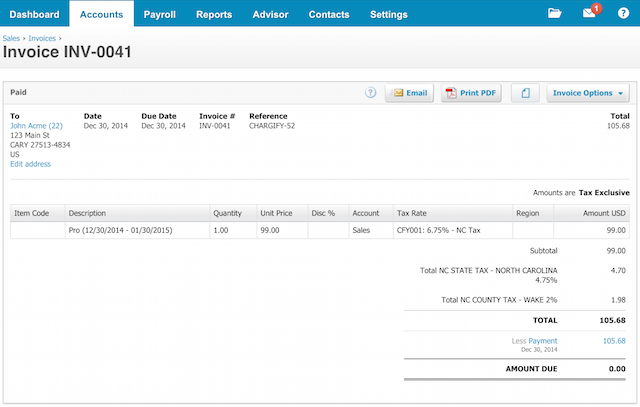 Dashboard Accounts Payroll Reports Advisor Contacts Settings 1 ?
Sales › Invoices ›
Invoice INV-0041
Paid ? Email Print PDF Invoice Options
To Date Due Date Invoice # Reference Total
John Acme (22) Dec 30, 2014 Dec 30, 2014 INV-0041 CHARGIFY-52 105.68
123 Main St
CARY 27513-4834
US
Edit address
Amounts are Tax Exclusive
Item Code Description Quantity Unit Price Disc % Account Tax Rate Region Amount USD
Pro (12/30/2014 - 01/30/2015) 1.00 99.00 Sales CFY001: 6.75% - NC Tax 99.00
Subtotal 99.00
Total NC STATE TAX - NORTH CAROLINA 4.70
4.75%
Total NC COUNTY TAX - WAKE 2% 1.98
TOTAL 105.68
Less Payment 105.68
Dec 30, 2014
AMOUNT DUE 0.00